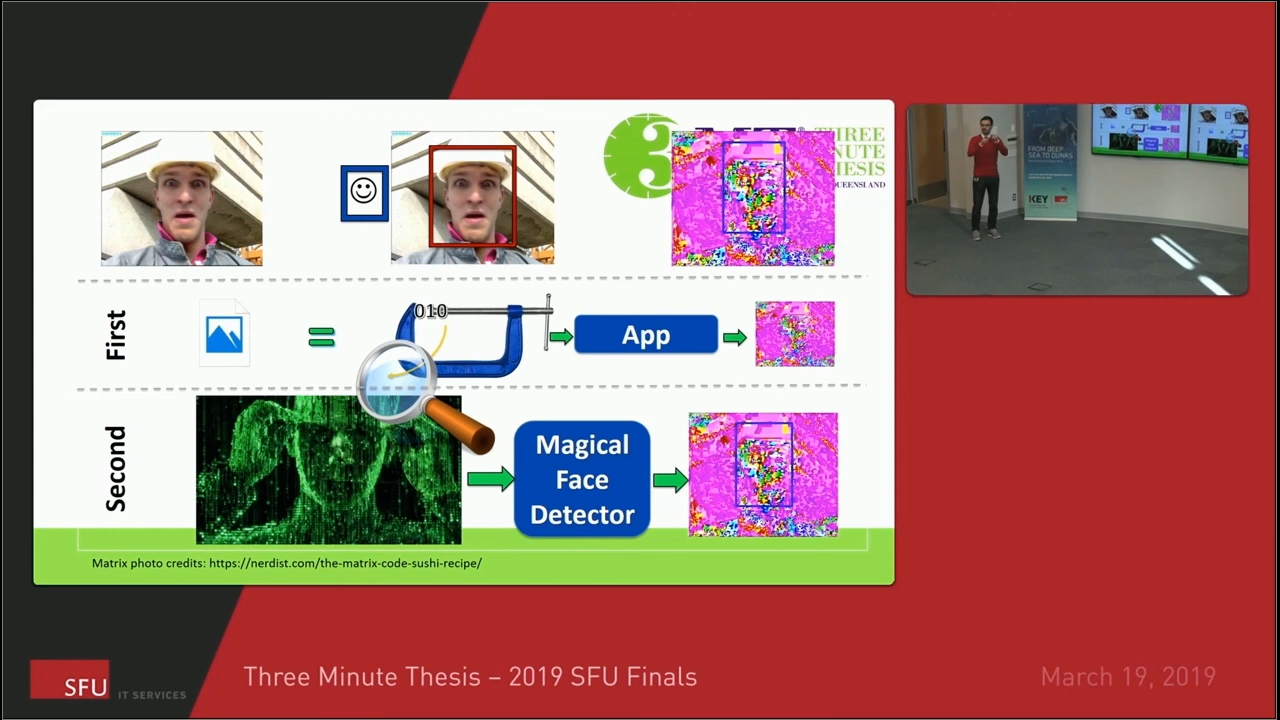 THREE
MINUTE
THESIS
QUEENSLAND
First
010
App
Second
Magical
Face
Detector
Matrix photo credits: https://nerdist.com/the-matrix-code-sushi-recipe/
FROM DEEP
SEA TO DUNKS
KEY
SFU
IT SERVICES
Three Minute Thesis – 2019 SFU Finals
March 19, 2019